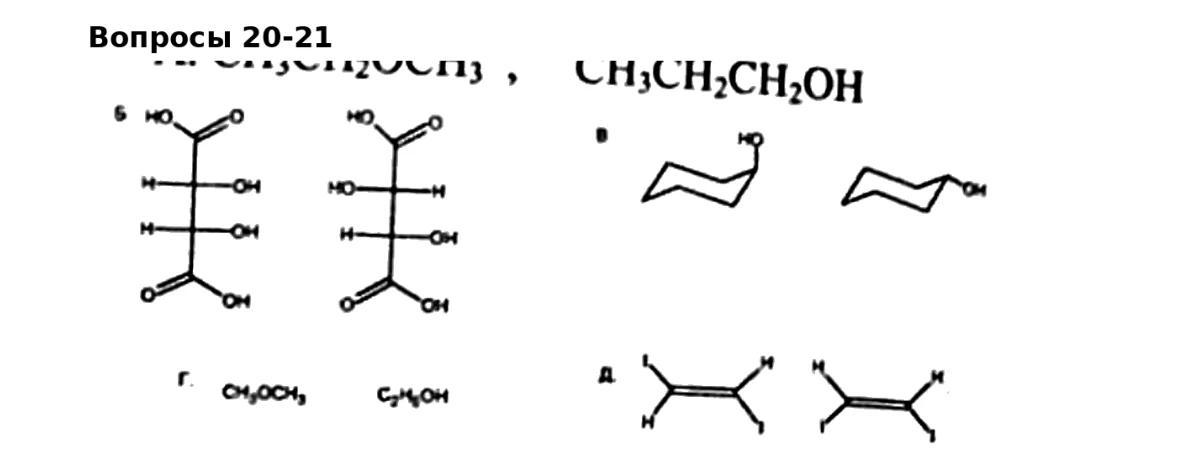 Вопросы 20-21
А. CH₃CH₂OCH₃ , CH₃CH₂CH₂OH
Б HO O HO O
H OH HO H
H OH H OH
O OH O OH
В HO OH
Г. CH₃OCH₃ C₂H₅OH
Д I H H H
H I I I